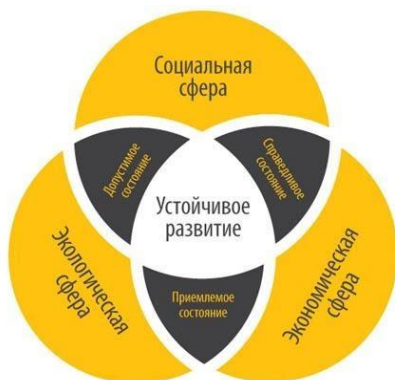 Социальная
сфера
Допустимое
состояние
Справедливое
состояние
Устойчивое
развитие
Экологическая
сфера
Приемлемое
состояние
Экономическая
сфера